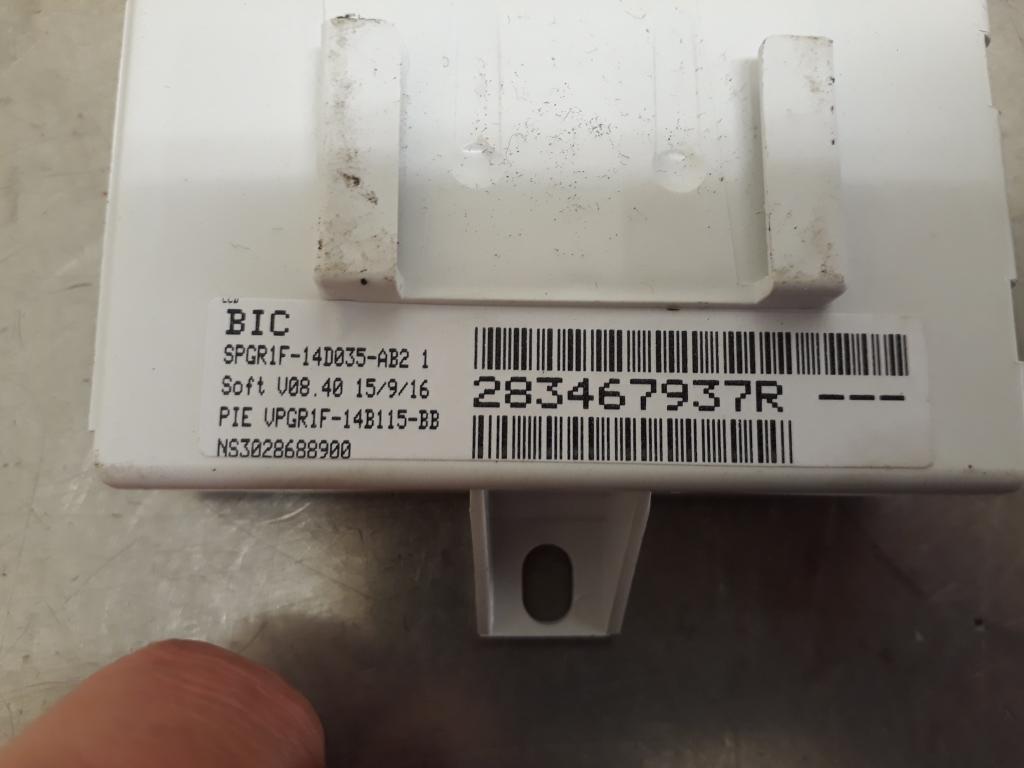 BIC
SPGR1F-14D035-AB2 1
Soft V08.40 15/9/16
PIE VPGR1F-14B115-BB
NS3028688900
283467937R ---